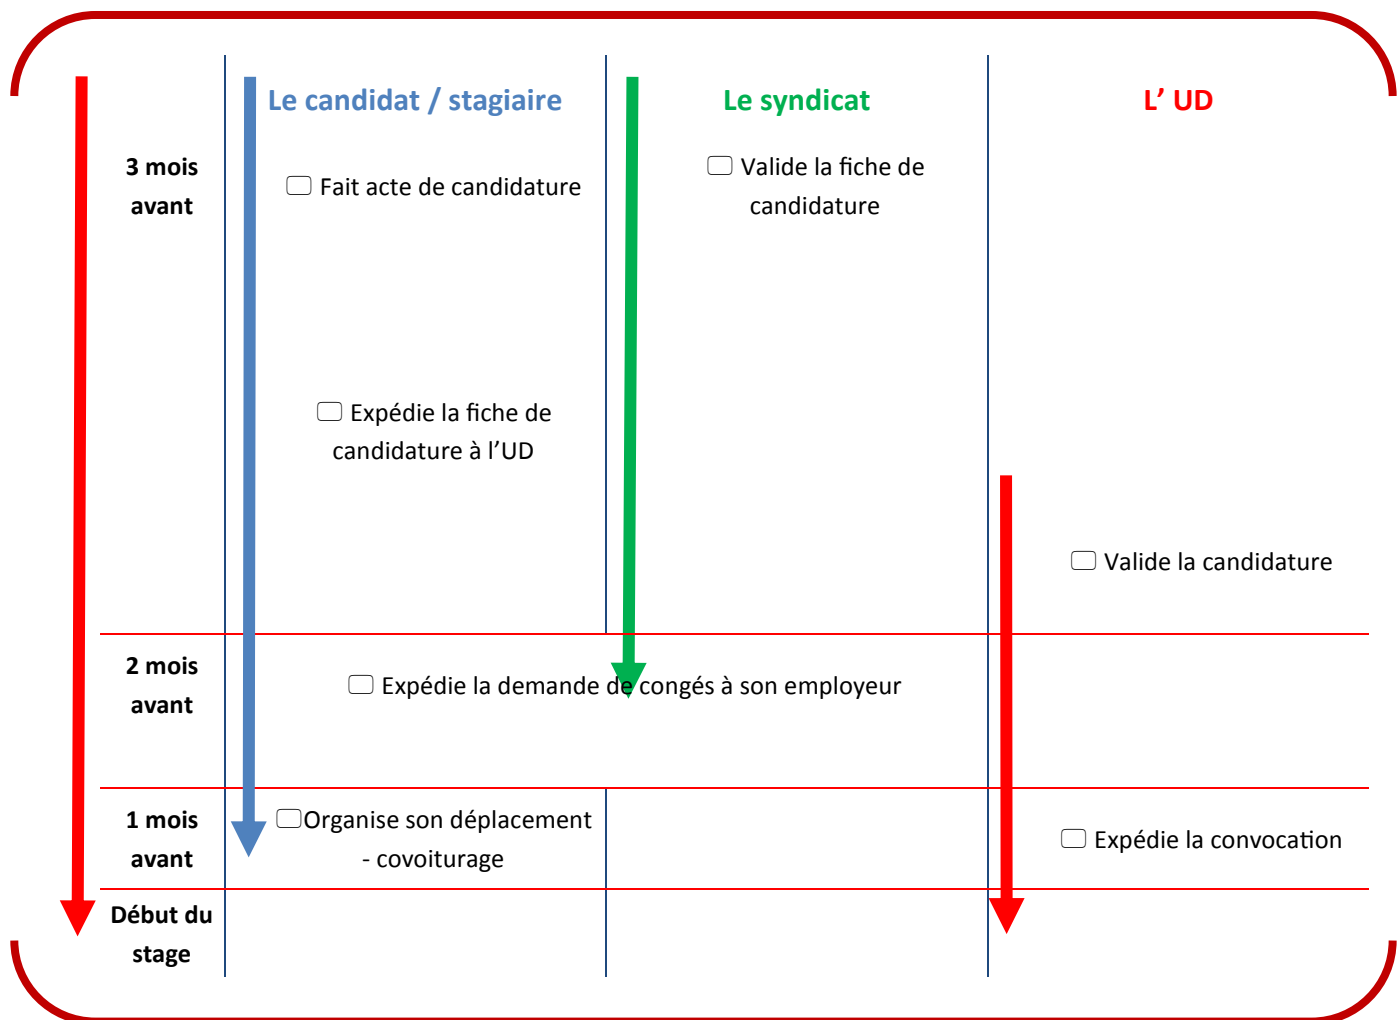 Le candidat / stagiaire
Le syndicat
L’ UD
3 mois
avant
Fait acte de candidature
Valide la fiche de
candidature
Expédie la fiche de
candidature à l’UD
Valide la candidature
2 mois
avant
Expédie la demande de congés à son employeur
1 mois
avant
Organise son déplacement
- covoiturage
Expédie la convocation
Début du
stage